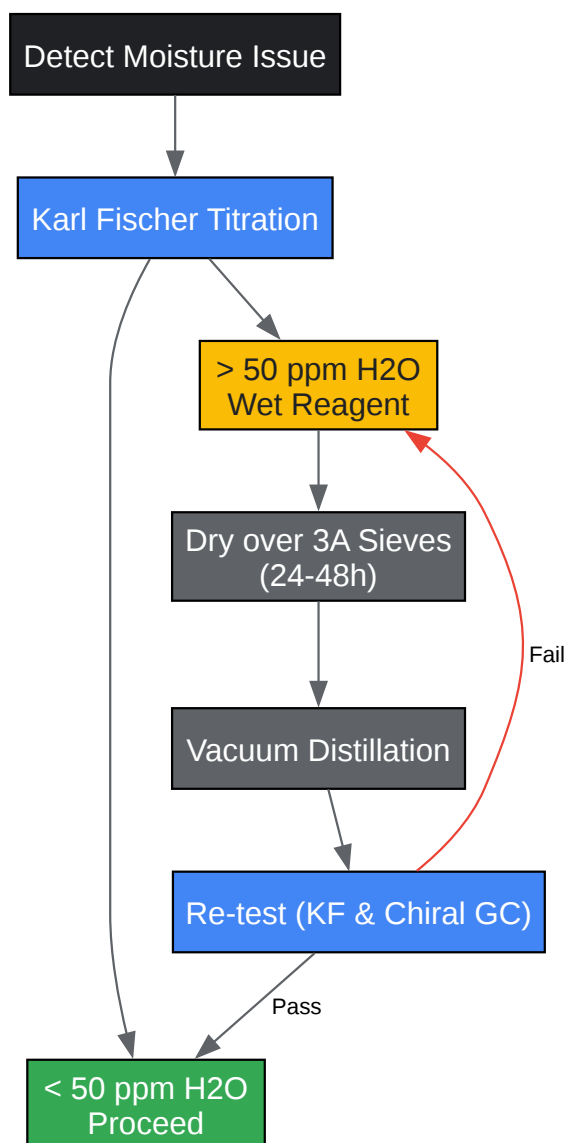 Detect Moisture Issue
Karl Fischer Titration
> 50 ppm H2O
Wet Reagent
Dry over 3A Sieves
(24-48h)
Fail
Vacuum Distillation
Re-test (KF & Chiral GC)
Pass
< 50 ppm H2O
Proceed